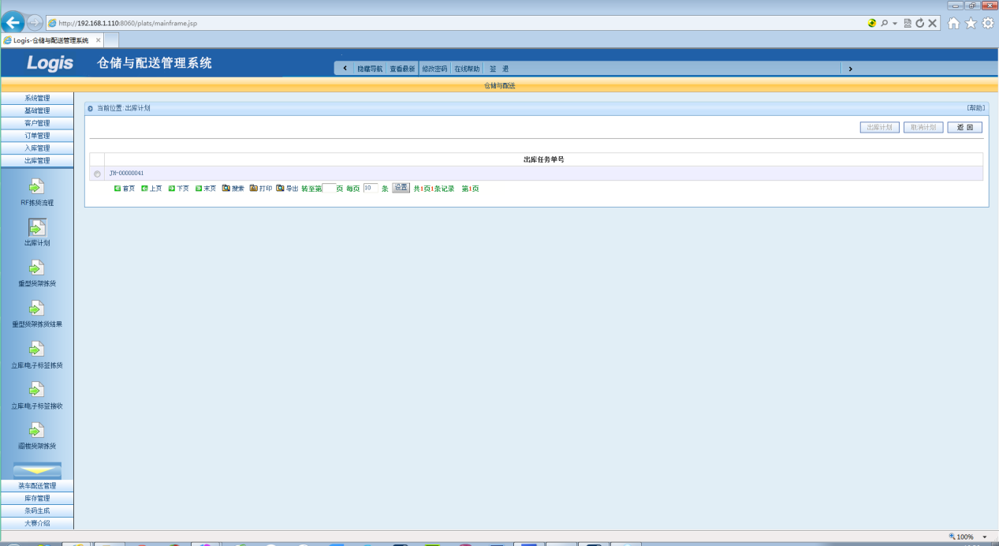 http://192.168.1.110:8060/plats/mainframe.jsp
Logis-仓储与配送管理系统
Logis 仓储与配送管理系统
隐藏导航 查看最新 修改密码 在线帮助 签 退
仓储与配送
系统管理
基础管理
客户管理
订单管理
入库管理
出库管理
RF拣货流程
出库计划
重型货架拣货
重型货架拣货结果
立库电子标签拣货
立库电子标签接收
阁楼货架拣货
装车配送管理
库存管理
条码生成
大赛介绍
当前位置:出库计划 [帮助]
出库计划 取消计划 返 回
出库任务单号
JH-00000041
首页 上页 下页 末页 搜索 打印 导出 转至第 页 每页 10 条 设置 共1页1条记录 第1页
100%